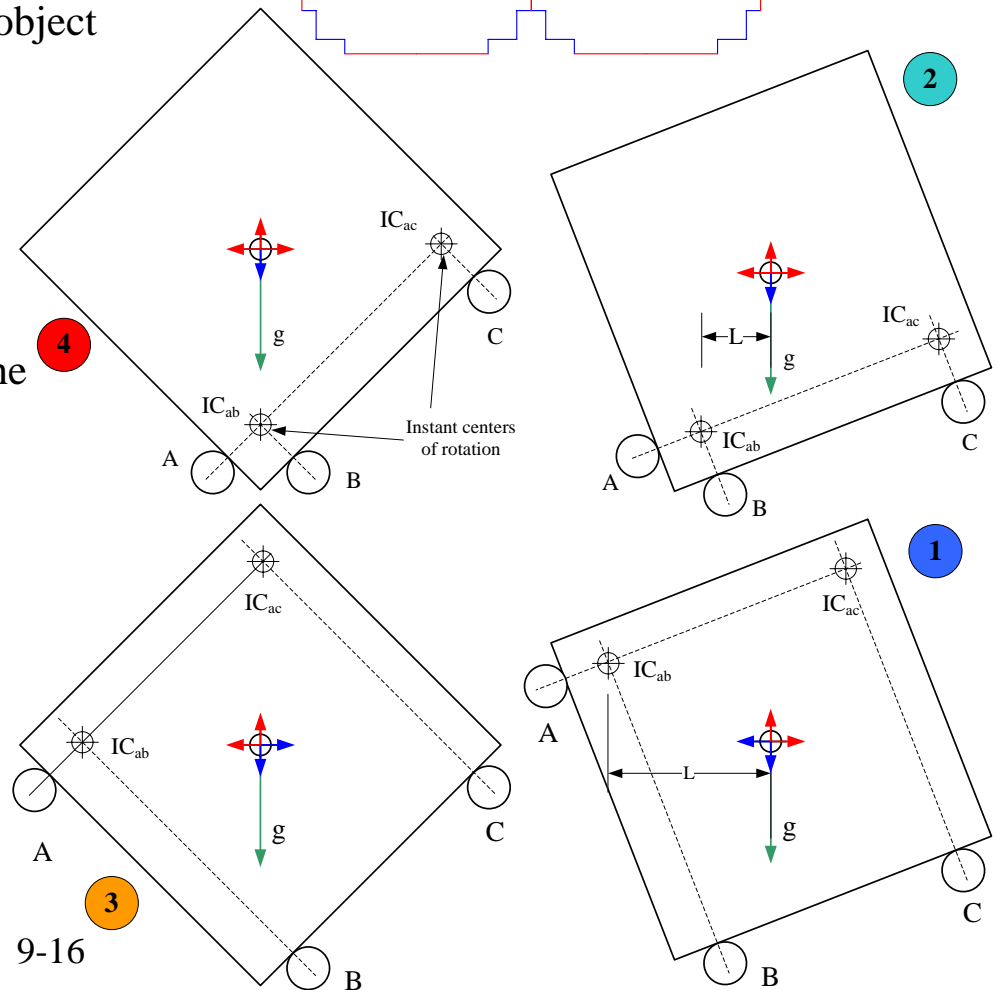 object
2
IC_ac
IC_ac
4
g
C
L
g
ne
IC_ab
Instant centers
of rotation
IC_ab
C
A
B
A
B
1
IC_ac
IC_ac
IC_ab
IC_ab
A
L
g
g
C
A
3
C
9-16
B
B